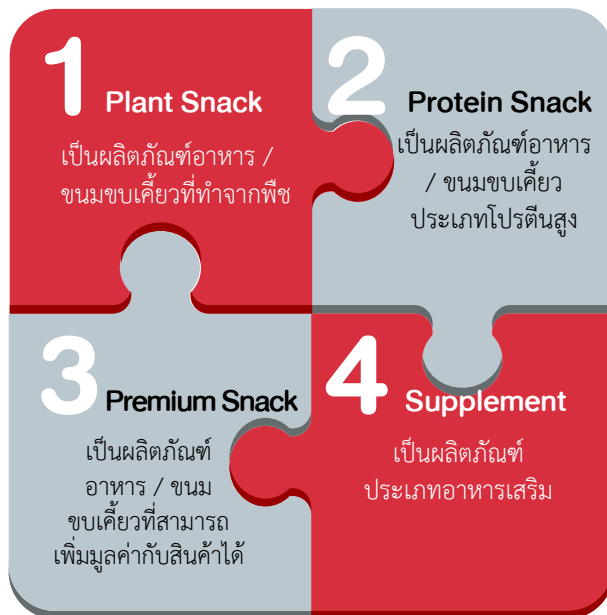 1 Plant Snack
เป็นผลิตภัณฑ์อาหาร /
ขนมขบเคี้ยวที่ทำจากพืช
2 Protein Snack
เป็นผลิตภัณฑ์อาหาร
/ ขนมขบเคี้ยว
ประเภทโปรตีนสูง
3 Premium Snack
เป็นผลิตภัณฑ์
อาหาร / ขนม
ขบเคี้ยวที่สามารถ
เพิ่มมูลค่ากับสินค้าได้
4 Supplement
เป็นผลิตภัณฑ์
ประเภทอาหารเสริม